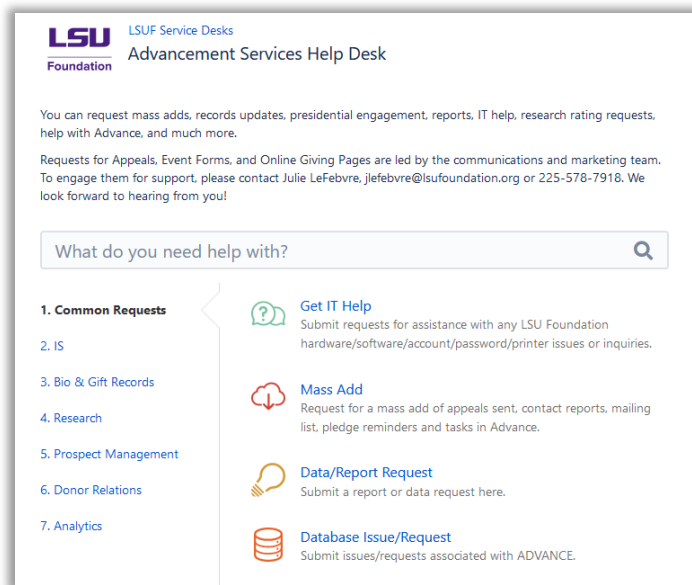 LSU
Foundation
LSUF Service Desks
Advancement Services Help Desk
You can request mass adds, records updates, presidential engagement, reports, IT help, research rating requests,
help with Advance, and much more.
Requests for Appeals, Event Forms, and Online Giving Pages are led by the communications and marketing team.
To engage them for support, please contact Julie LeFebvre, jlefebvre@lsufoundation.org or 225-578-7918. We
look forward to hearing from you!
What do you need help with?
1. Common Requests
2. IS
3. Bio & Gift Records
4. Research
5. Prospect Management
6. Donor Relations
7. Analytics
Get IT Help
Submit requests for assistance with any LSU Foundation
hardware/software/account/password/printer issues or inquiries.
Mass Add
Request for a mass add of appeals sent, contact reports, mailing
list, pledge reminders and tasks in Advance.
Data/Report Request
Submit a report or data request here.
Database Issue/Request
Submit issues/requests associated with ADVANCE.